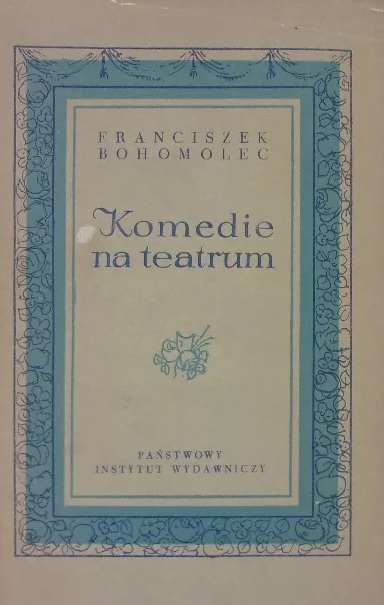 FRANCISZEK
BOHOMOLEC
Komedie
na teatrum
PAŃSTWOWY
INSTYTUT WYDAWNICZY